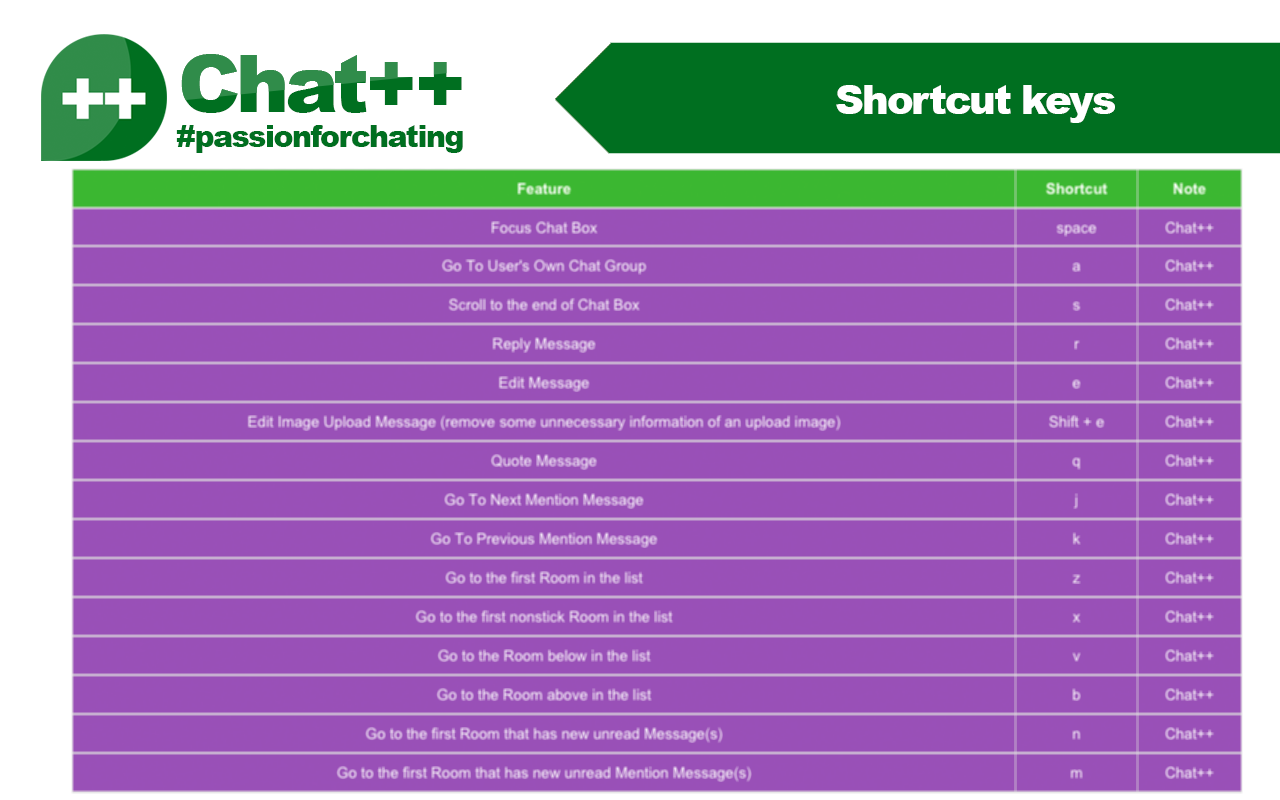 ++ Chat++
#passionforchating
Shortcut keys
Feature Shortcut Note
Focus Chat Box space Chat++
Go To User's Own Chat Group a Chat++
Scroll to the end of Chat Box s Chat++
Reply Message r Chat++
Edit Message e Chat++
Edit Image Upload Message (remove some unnecessary information of an upload image) Shift + e Chat++
Quote Message q Chat++
Go To Next Mention Message j Chat++
Go To Previous Mention Message k Chat++
Go to the first Room in the list z Chat++
Go to the first nonstick Room in the list x Chat++
Go to the Room below in the list v Chat++
Go to the Room above in the list b Chat++
Go to the first Room that has new unread Message(s) n Chat++
Go to the first Room that has new unread Mention Message(s) m Chat++